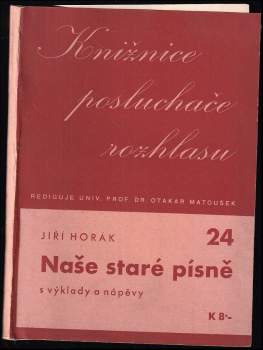 Knižnice
posluchače
rozhlasu
REDIGUJE UNIV. PROF. DR. OTAKAR MATOUŠEK
JIŘÍ HORÁK
24
Naše staré písně
s výklady a nápěvy
K 8·-